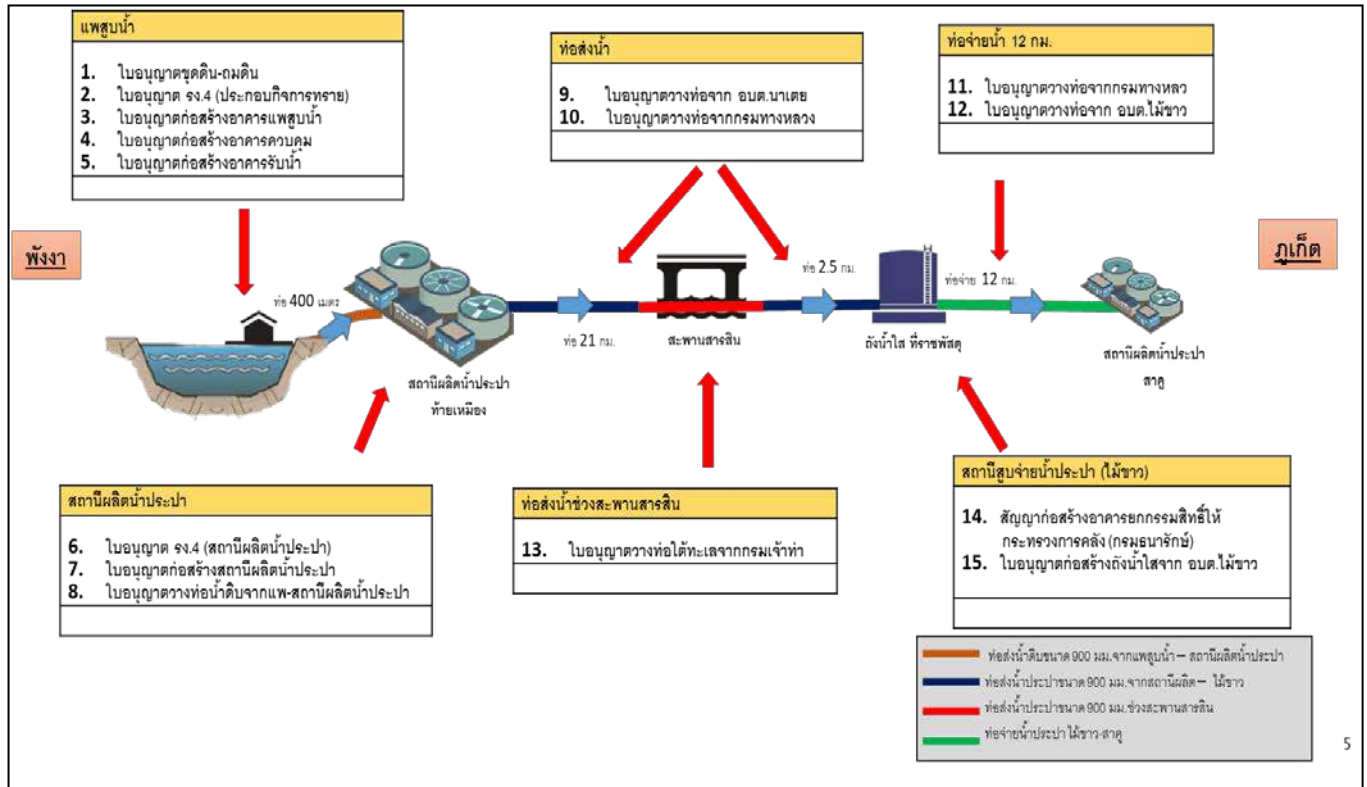 แพสูบน้ำ
1. ใบอนุญาตขุดดิน-ถมดิน
2. ใบอนุญาต รง.4 (ประกอบกิจการทราย)
3. ใบอนุญาตก่อสร้างอาคารแพสูบน้ำ
4. ใบอนุญาตก่อสร้างอาคารควบคุม
5. ใบอนุญาตก่อสร้างอาคารรับน้ำ
ท่อส่งน้ำ
9. ใบอนุญาตวางท่อจาก อบต.นาเตย
10. ใบอนุญาตวางท่อจากกรมทางหลวง
ท่อจ่ายน้ำ 12 กม.
11. ใบอนุญาตวางท่อจากกรมทางหลว
12. ใบอนุญาตวางท่อจาก อบต.ไม้ขาว
พังงา
ภูเก็ต
ท่อ 400 เมตร
ท่อ 21 กม.
สะพานสารสิน
ท่อ 2.5 กม.
ท่อจ่าย 12 กม.
ถังน้ำใส ที่ราชพัสดุ
สถานีผลิตน้ำประปา
ท้ายเหมือง
สถานีผลิตน้ำประปา
สาคู
สถานีผลิตน้ำประปา
6. ใบอนุญาต รง.4 (สถานีผลิตน้ำประปา)
7. ใบอนุญาตก่อสร้างสถานีผลิตน้ำประปา
8. ใบอนุญาตวางท่อน้ำดิบจากแพ-สถานีผลิตน้ำประปา
ท่อส่งน้ำช่วงสะพานสารสิน
13. ใบอนุญาตวางท่อใต้ทะเลจากกรมเจ้าท่า
สถานีสูบจ่ายน้ำประปา (ไม้ขาว)
14. สัญญาก่อสร้างอาคารยกกรรมสิทธิ์ให้
กระทรวงการคลัง (กรมธนารักษ์)
15. ใบอนุญาตก่อสร้างถังน้ำใสจาก อบต.ไม้ขาว
ท่อส่งน้ำดิบขนาด 900 มม.จากแพสูบน้ำ – สถานีผลิตน้ำประปา
ท่อส่งน้ำประปาขนาด 900 มม.จากสถานีผลิต – ไม้ขาว
ท่อส่งน้ำประปาขนาด 900 มม.ช่วงสะพานสารสิน
ท่อจ่ายน้ำประปา ไม้ขาว-สาคู
5